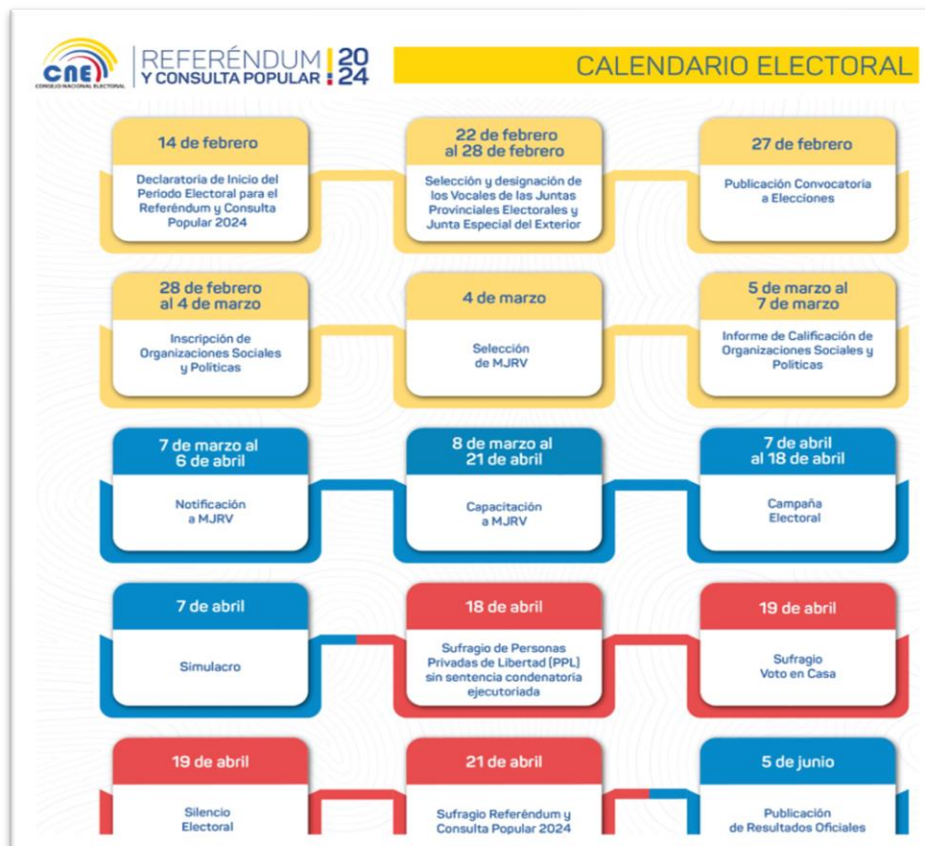 CNE
CONSEJO NACIONAL ELECTORAL
REFERÉNDUM
Y CONSULTA POPULAR
20
24
CALENDARIO ELECTORAL
14 de febrero
Declaratoria de Inicio del
Periodo Electoral para el
Referéndum y Consulta
Popular 2024
22 de febrero
al 28 de febrero
Selección y designación de
los Vocales de las Juntas
Provinciales Electorales y
Junta Especial del Exterior
27 de febrero
Publicación Convocatoria
a Elecciones
28 de febrero
al 4 de marzo
Inscripción de
Organizaciones Sociales
y Políticas
4 de marzo
Selección
de MJRV
5 de marzo al
7 de marzo
Informe de Calificación de
Organizaciones Sociales y
Políticas
7 de marzo al
6 de abril
Notificación
a MJRV
8 de marzo al
21 de abril
Capacitación
a MJRV
7 de abril
al 18 de abril
Campaña
Electoral
7 de abril
Simulacro
18 de abril
Sufragio de Personas
Privadas de Libertad (PPL)
sin sentencia condenatoria
ejecutoriada
19 de abril
Sufragio
Voto en Casa
19 de abril
Silencio
Electoral
21 de abril
Sufragio Referéndum y
Consulta Popular 2024
5 de junio
Publicación
de Resultados Oficiales